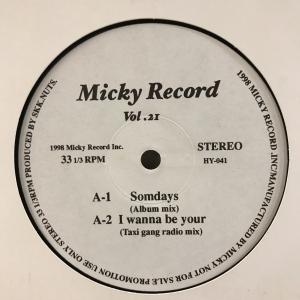 Micky Record
Vol .21
1998 Micky Record Inc.
33 1/3 RPM
STEREO
HY-041
A-1 Somdays
(Album mix)
A-2 I wanna be your
(Taxi gang radio mix)
1998 MICKY RECORD .INC/MANUFACTURED BY MICKY NOT FOR SALE PROMOTION USE ONLY STEREO 33 1/3RPM PRODUCED BY SKK.NUTS.